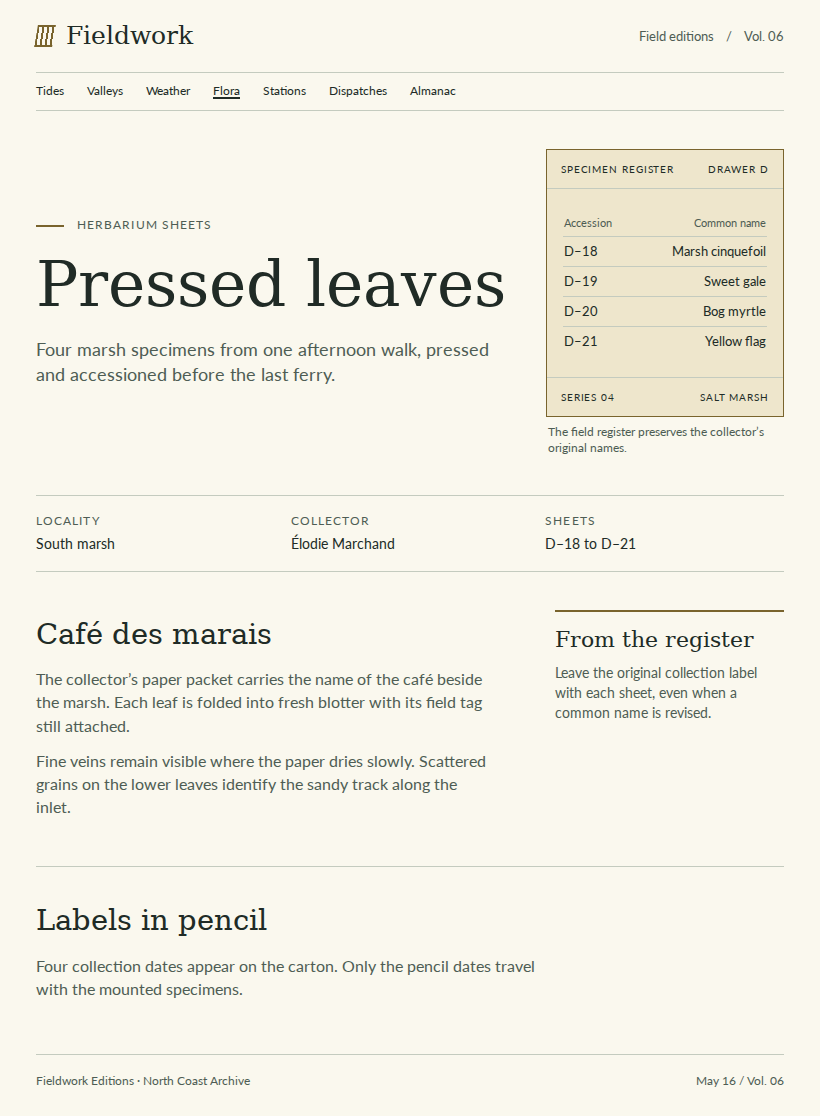 Fieldwork
Field editions / Vol. 06
Tides Valleys Weather Flora Stations Dispatches Almanac
HERBARIUM SHEETS
Pressed leaves
Four marsh specimens from one afternoon walk, pressed
and accessioned before the last ferry.
SPECIMEN REGISTER DRAWER D
Accession Common name
D–18 Marsh cinquefoil
D–19 Sweet gale
D–20 Bog myrtle
D–21 Yellow flag
SERIES 04 SALT MARSH
The field register preserves the collector’s
original names.
LOCALITY
South marsh
COLLECTOR
Élodie Marchand
SHEETS
D–18 to D–21
Café des marais
The collector’s paper packet carries the name of the café beside
the marsh. Each leaf is folded into fresh blotter with its field tag
still attached.
Fine veins remain visible where the paper dries slowly. Scattered
grains on the lower leaves identify the sandy track along the
inlet.
From the register
Leave the original collection label
with each sheet, even when a
common name is revised.
Labels in pencil
Four collection dates appear on the carton. Only the pencil dates travel
with the mounted specimens.
Fieldwork Editions · North Coast Archive
May 16 / Vol. 06